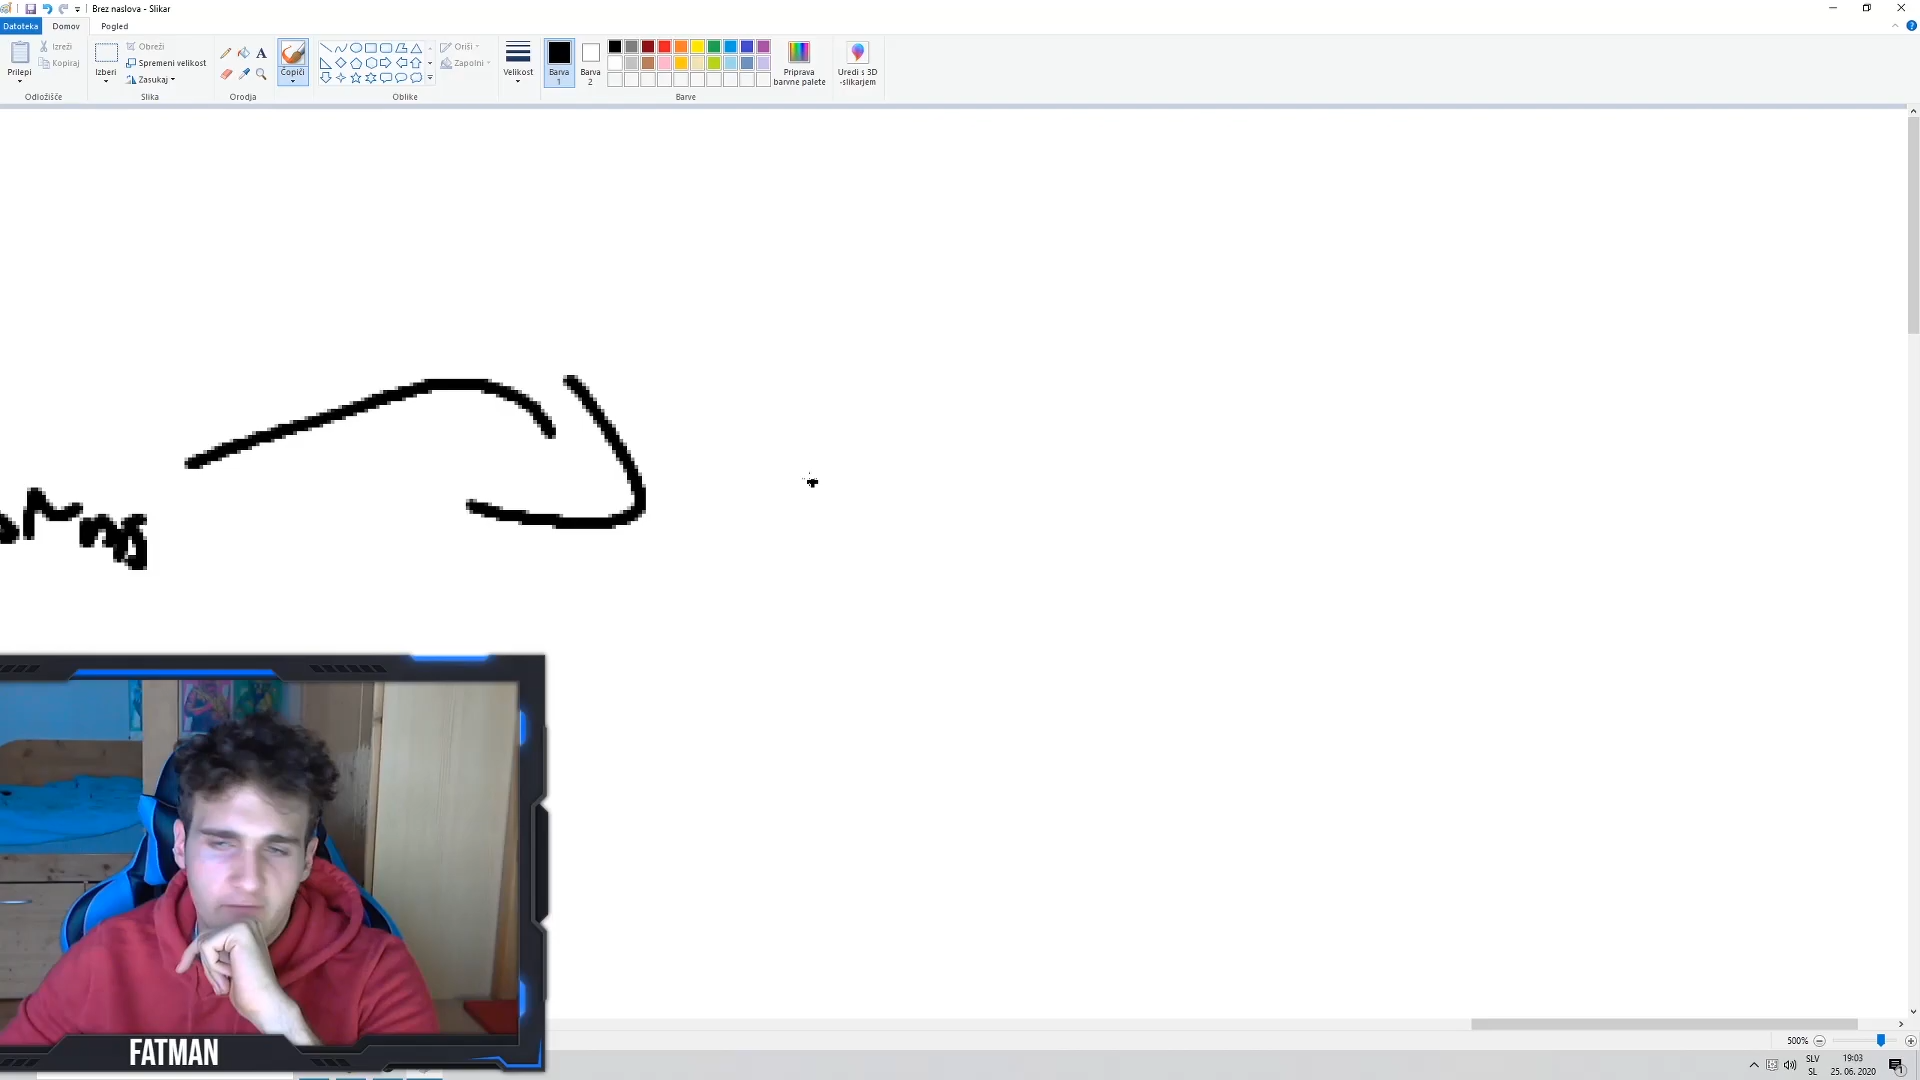 Brez naslova - Slikar
Datoteka Domov Pogled
Prilepi
Izreži
Kopiraj
Odložišče
Izberi
Obreži
Spremeni velikost
Zasukaj
Slika
Orodja
Čopiči
Oblike
Oriši
Zapolni
Velikost
Barva
1
Barva
2
Priprava
barvne palete
Barve
Uredi s 3D
-slikarjem
FATMAN
500%
SLV
SL
19:03
25. 06. 2020